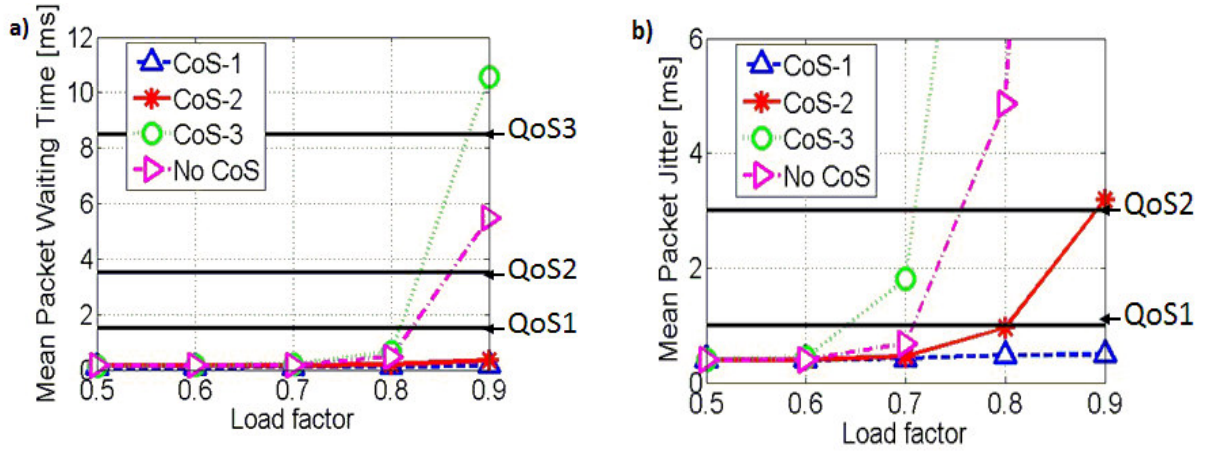 a)
Mean Packet Waiting Time [ms]
12
10
8
6
4
2
0
CoS-1
CoS-2
CoS-3
No CoS
QoS3
QoS2
QoS1
0.5 0.6 0.7 0.8 0.9
Load factor
b)
Mean Packet Jitter [ms]
6
4
2
0
CoS-1
CoS-2
CoS-3
No CoS
QoS2
QoS1
0.5 0.6 0.7 0.8 0.9
Load factor